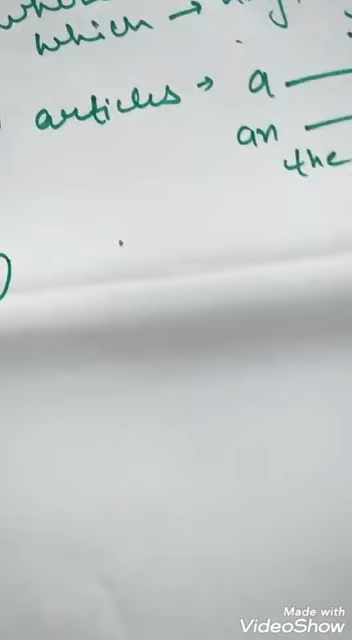 which →
articles → a —
an —
the
Made with
VideoShow